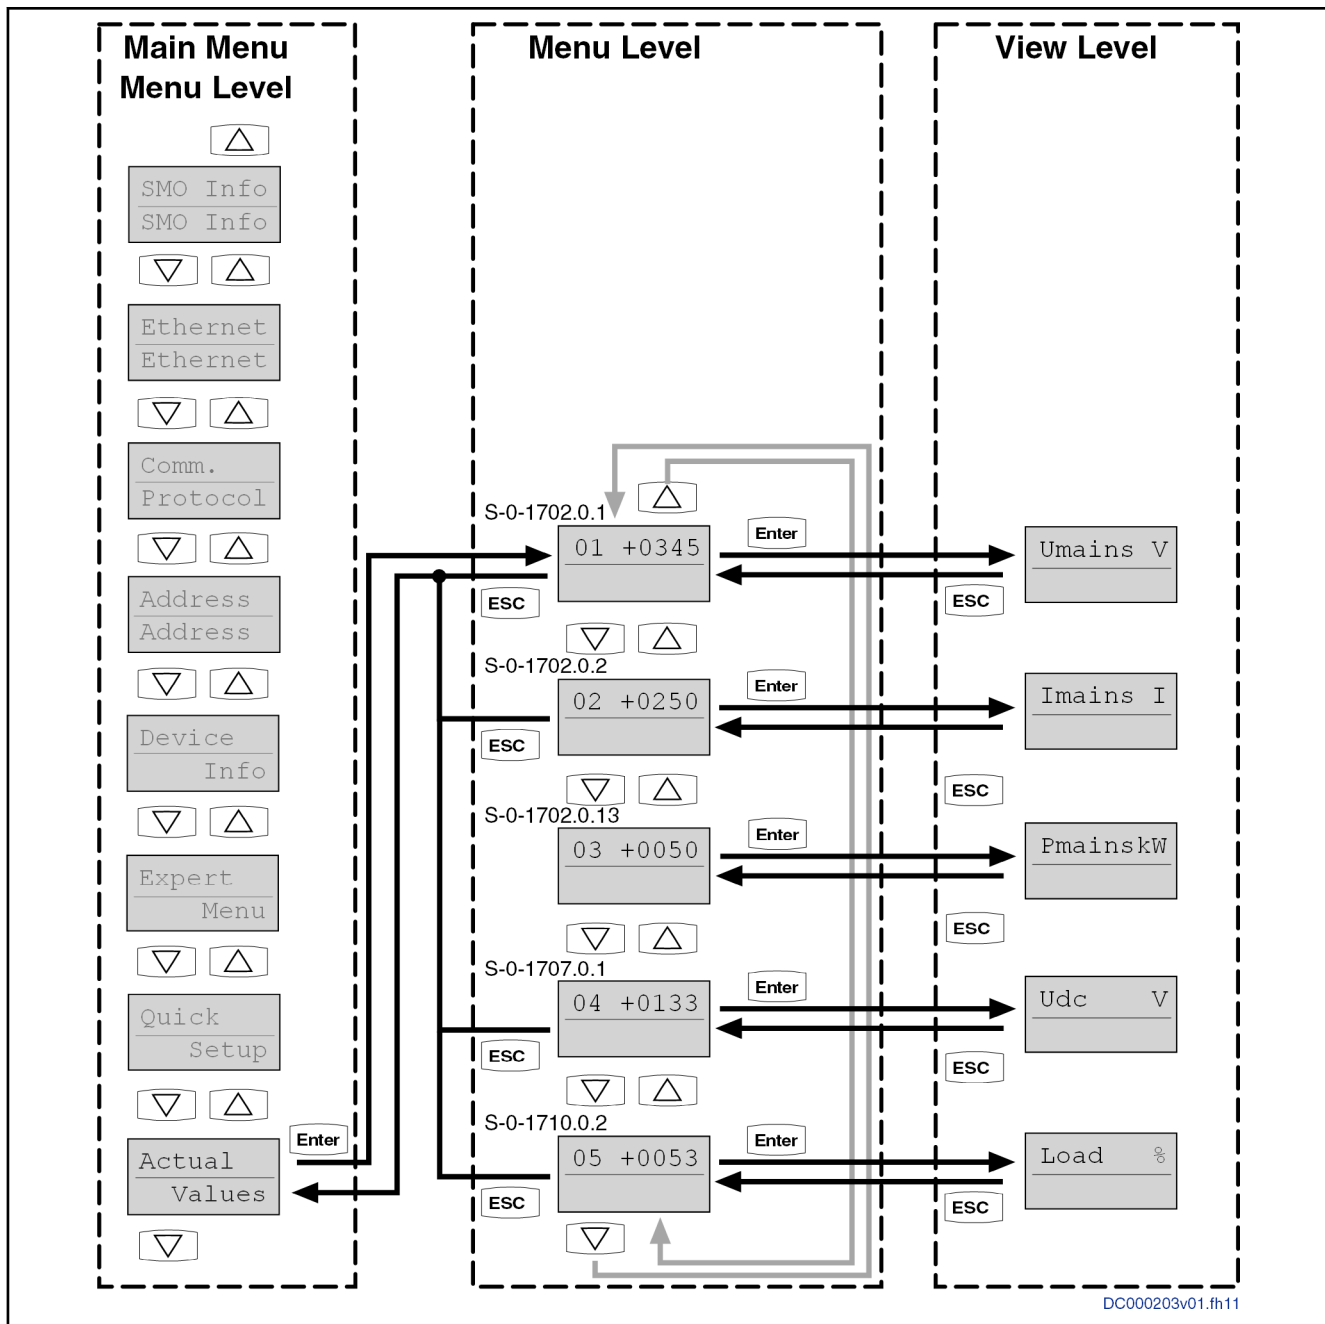 Main Menu
Menu Level
SMO Info
SMO Info
Ethernet
Ethernet
Comm.
Protocol
Address
Address
Device
Info
Expert
Menu
Quick
Setup
Actual
Values
Enter
Menu Level
S-0-1702.0.1
01 +0345
Enter
ESC
S-0-1702.0.2
02 +0250
Enter
ESC
S-0-1702.0.13
03 +0050
Enter
S-0-1707.0.1
04 +0133
Enter
ESC
S-0-1710.0.2
05 +0053
Enter
ESC
View Level
Umains V
ESC
Imains I
ESC
PmainskW
ESC
Udc V
ESC
Load %
ESC
DC000203v01.fh11